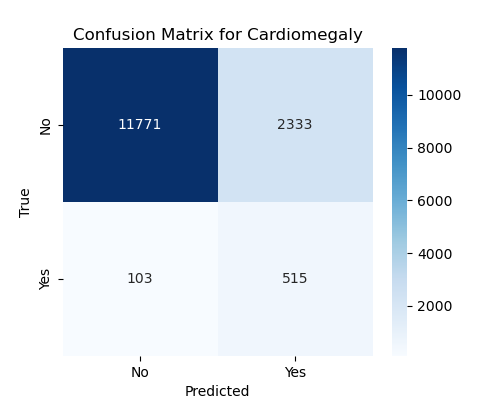 Confusion Matrix for Cardiomegaly
True
No
11771
2333
Yes
103
515
No
Yes
Predicted
10000
8000
6000
4000
2000